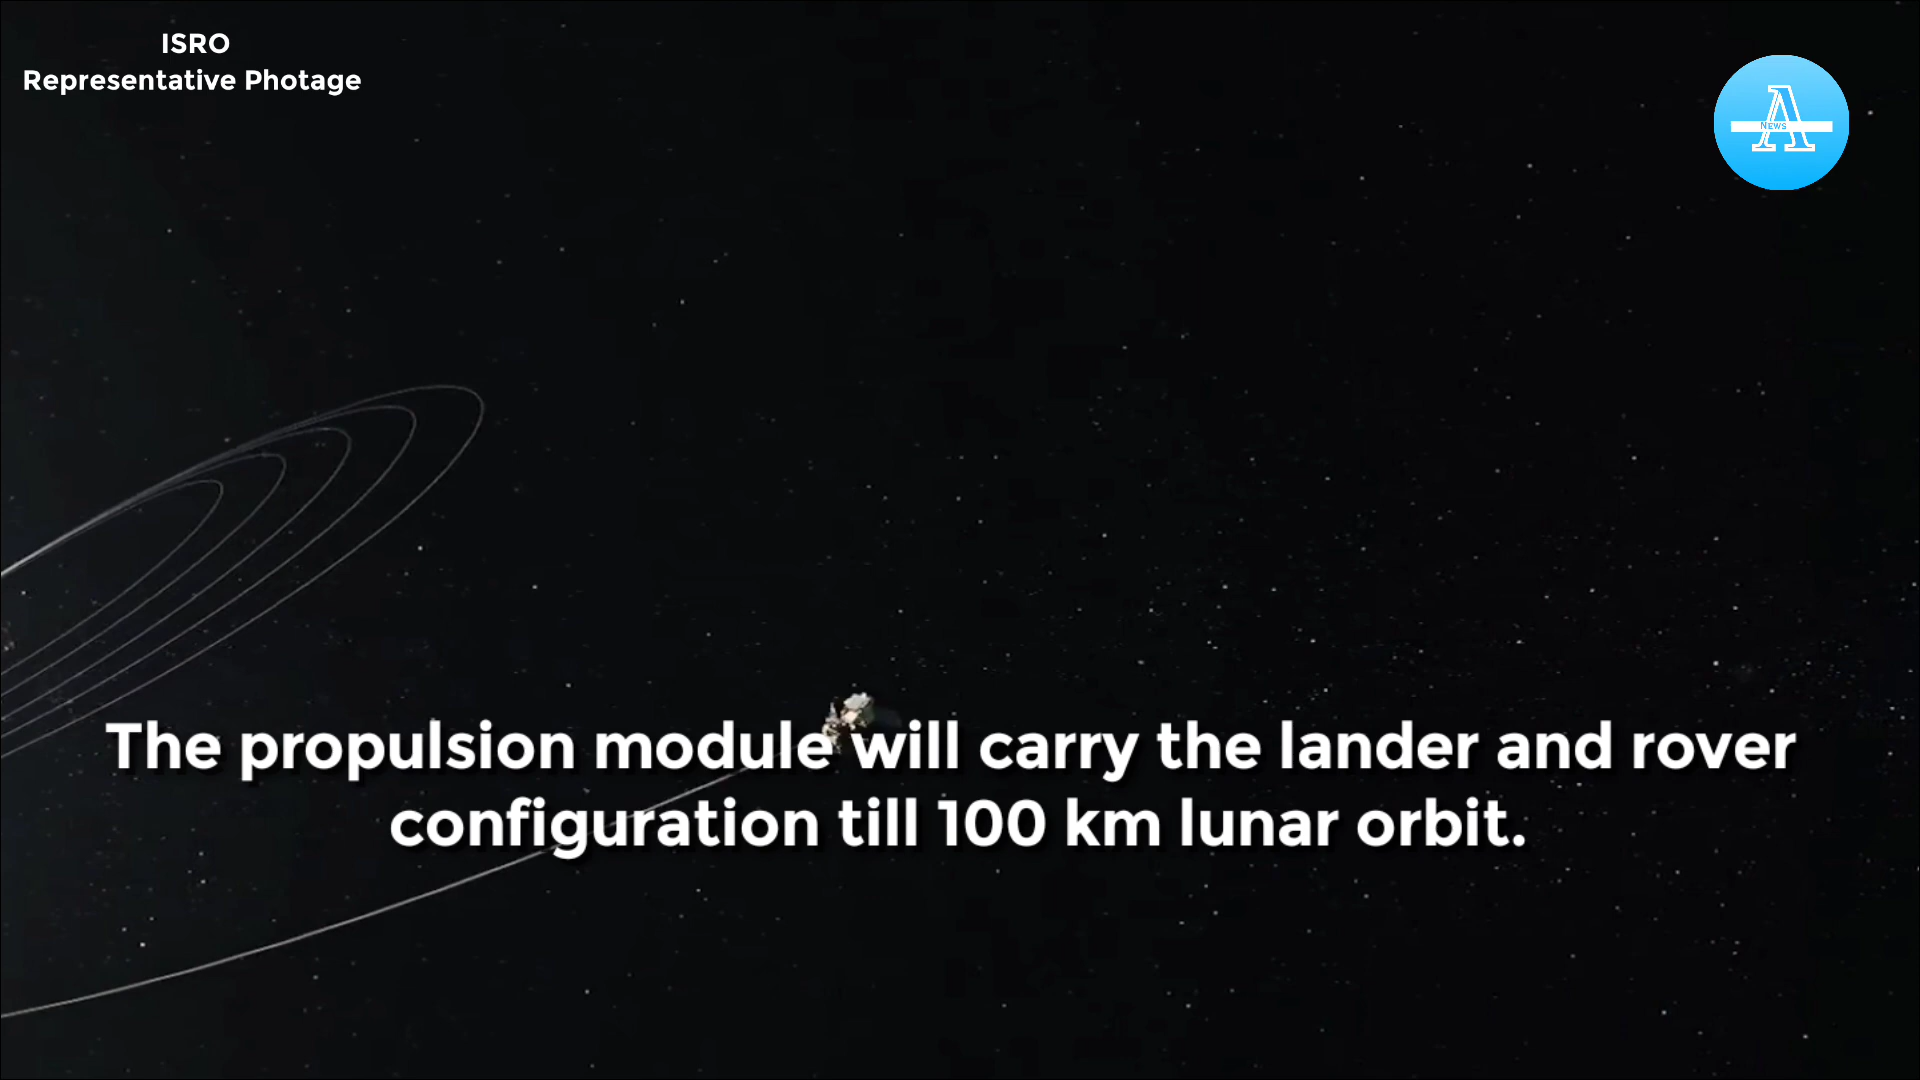 ISRO
Representative Photage
A
News
The propulsion module will carry the lander and rover
configuration till 100 km lunar orbit.